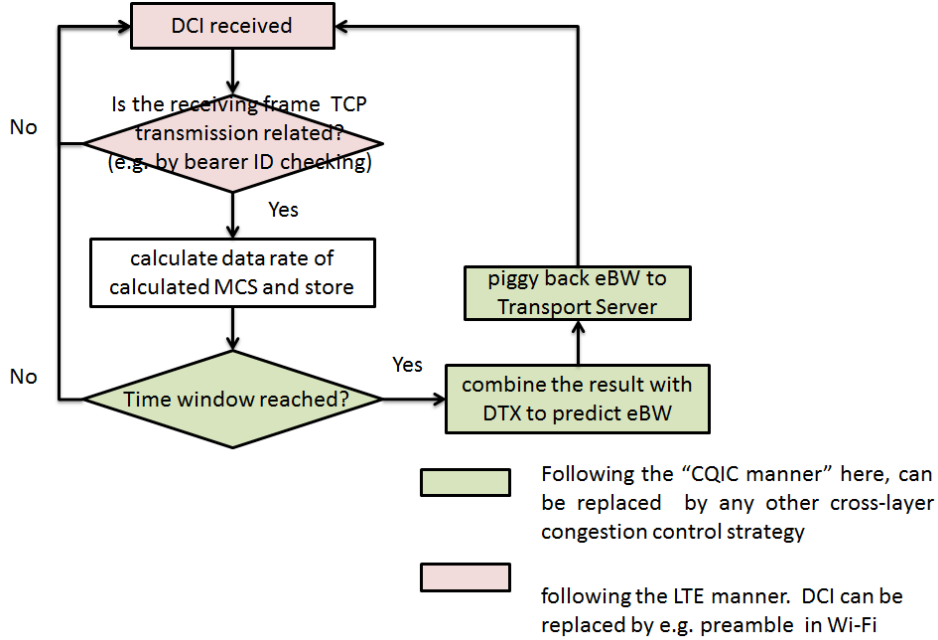 DCI received
Is the receiving frame TCP
transmission related?
(e.g. by bearer ID checking)
No
Yes
calculate data rate of
calculated MCS and store
piggy back eBW to
Transport Server
No
Time window reached?
Yes
combine the result with
DTX to predict eBW
Following the “CQIC manner” here, can
be replaced by any other cross-layer
congestion control strategy
following the LTE manner. DCI can be
replaced by e.g. preamble in Wi-Fi